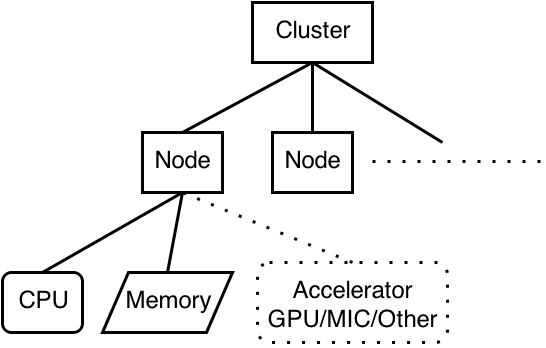 Cluster
Node
Node
CPU
Memory
Accelerator
GPU/MIC/Other